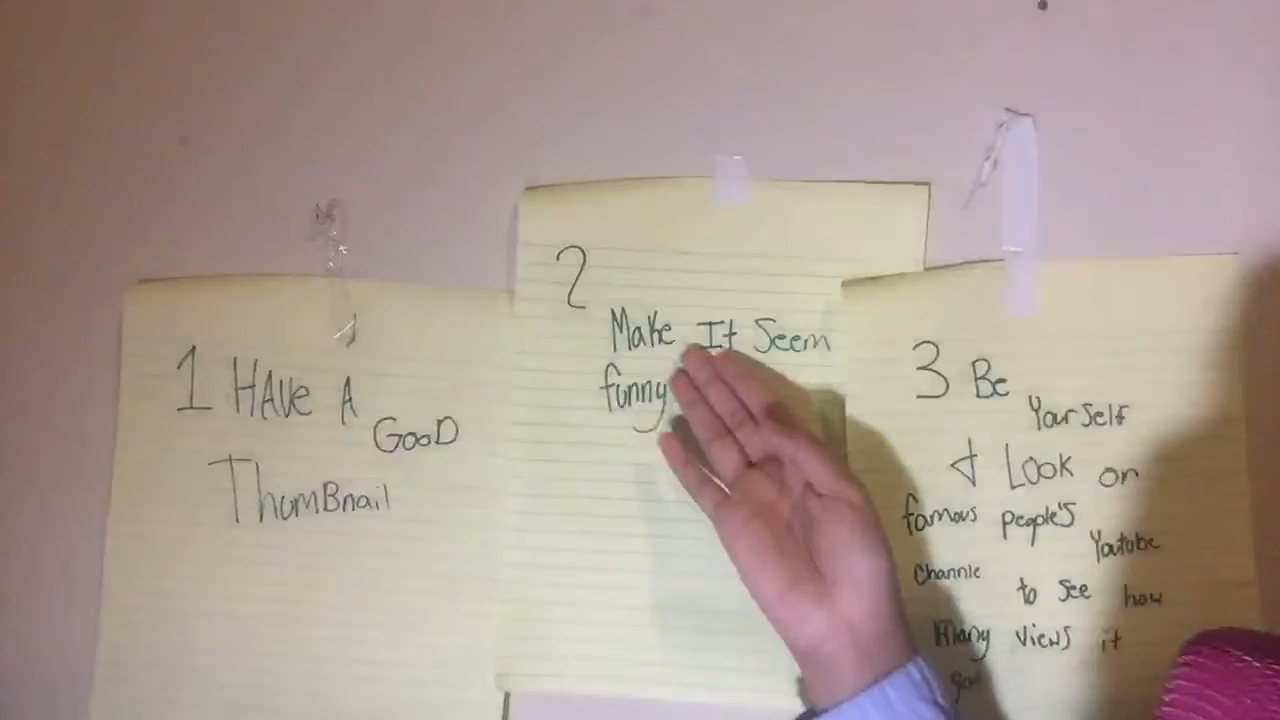 1 HAve A
GooD
ThumBnail
2
Make It Seem
funny
3 Be
YourSelf
& Look on
famous people's
Youtube
Channle
to see how
Many views it
got